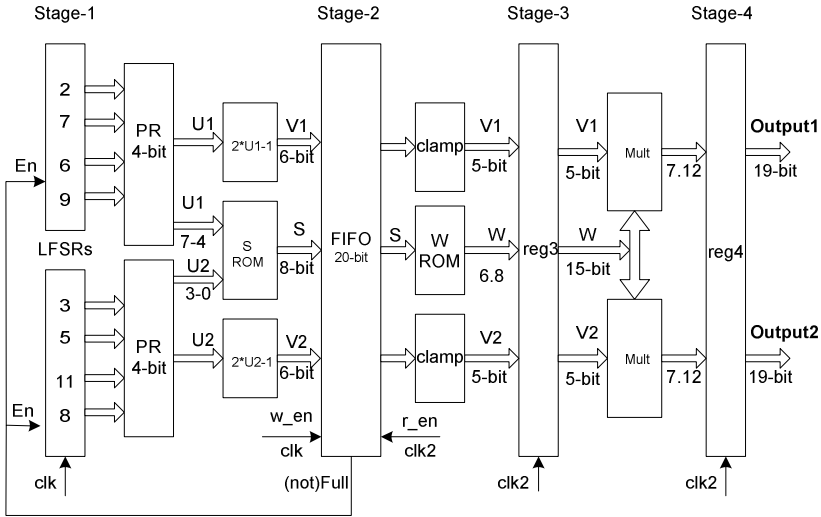 Stage-1
Stage-2
Stage-3
Stage-4
2
7
6
9
En
LFSRs
3
5
11
8
En
clk
PR
4-bit
PR
4-bit
U1
U1
7-4
U2
3-0
U2
2*U1-1
S
ROM
2*U2-1
V1
6-bit
S
8-bit
V2
6-bit
FIFO
20-bit
w_en
clk
r_en
clk2
(not)Full
clamp
S
W
ROM
clamp
V1
5-bit
W
6.8
V2
5-bit
reg3
clk2
V1
5-bit
W
15-bit
V2
5-bit
Mult
Mult
7.12
7.12
reg4
clk2
Output1
19-bit
Output2
19-bit